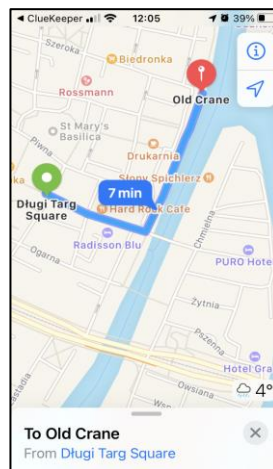 ◀ ClueKeeper
12:05
39%
Szeroka
Biedronka
Rossmann
Old Crane
St Mary's
Basilica
Piwna
Drukarnia
Słony Spichlerz
7 min
Długi Targ
Square
Hard Rock Cafe
Chmielna
Ogarna
Radisson Blu
PURO Hotel
Żytnia
Pszenna
Hotel Gra
Owsiana
4°
To Old Crane
From Długi Targ Square